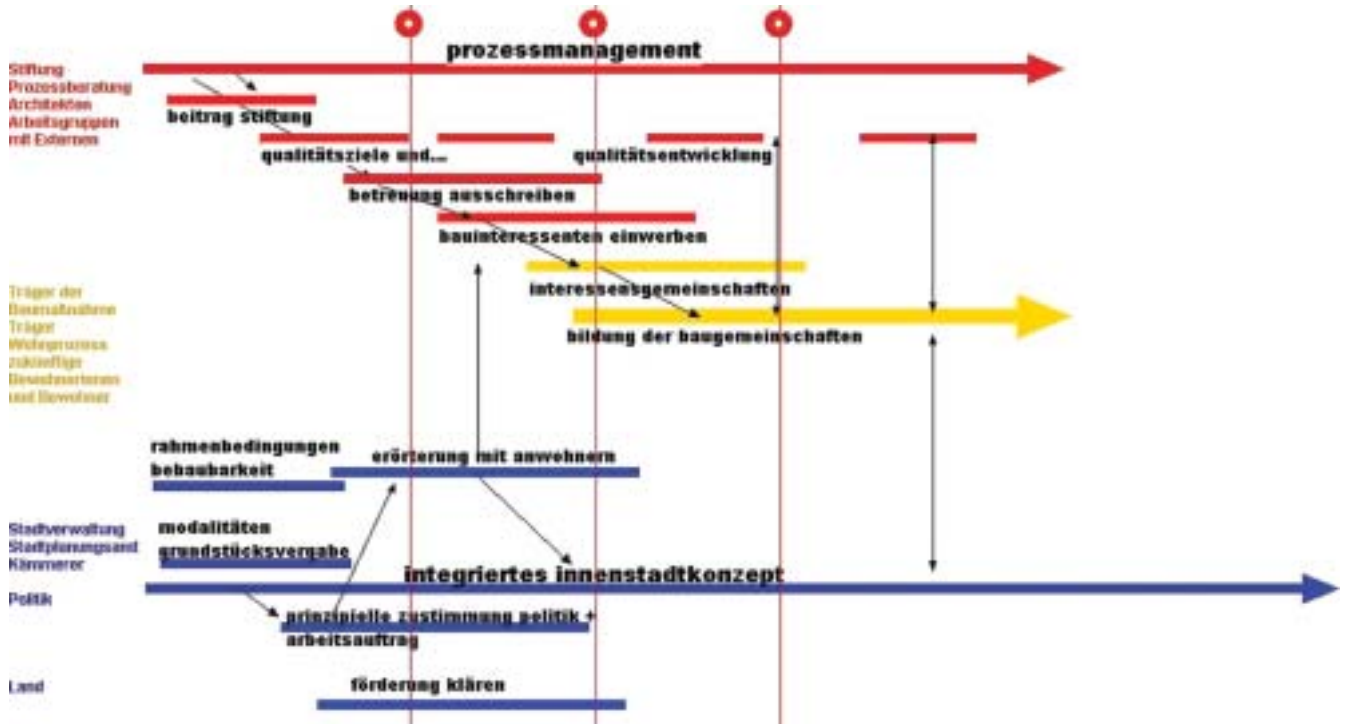 prozessmanagement
Stiftung
Prozessberatung
Architekten
Arbeitsgruppen
mit Externen
beitrag stiftung
qualitätsziele und...
qualitätsentwicklung
betreuung ausschreiben
bauinteressenten einwerben
interessensgemeinschaften
Träger der
Baumaßnahme
Träger
Wohnprozess
zukünftige
Bewohnerinnen
und Bewohner
bildung der baugemeinschaften
rahmenbedingungen
bebaubarkeit
erörterung mit anwohnern
Stadtverwaltung
Stadtplanungsamt
Kämmerer
modalitäten
grundstücksvergabe
integriertes innenstadtkonzept
Politik
prinzipielle zustimmung politik +
arbeitsauftrag
Land
förderung klären